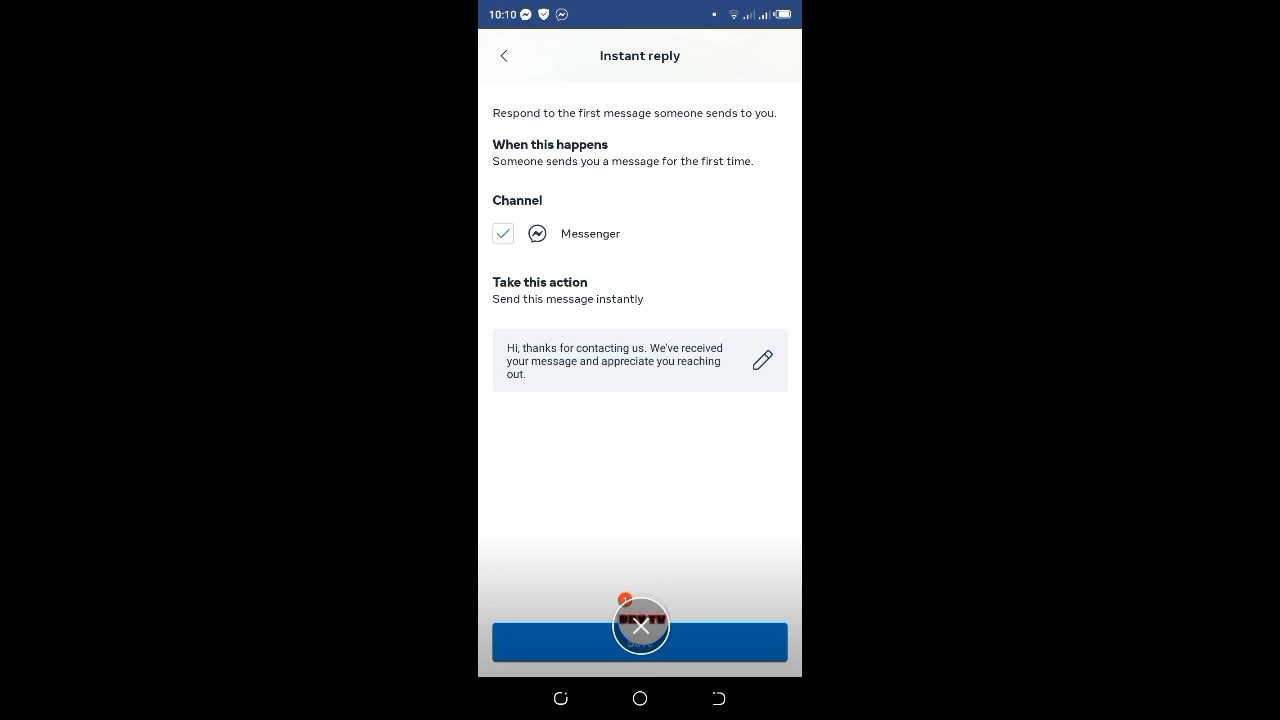 10:10
Instant reply
Respond to the first message someone sends to you.
When this happens
Someone sends you a message for the first time.
Channel
Messenger
Take this action
Send this message instantly
Hi, thanks for contacting us. We've received
your message and appreciate you reaching
out.
1
Save